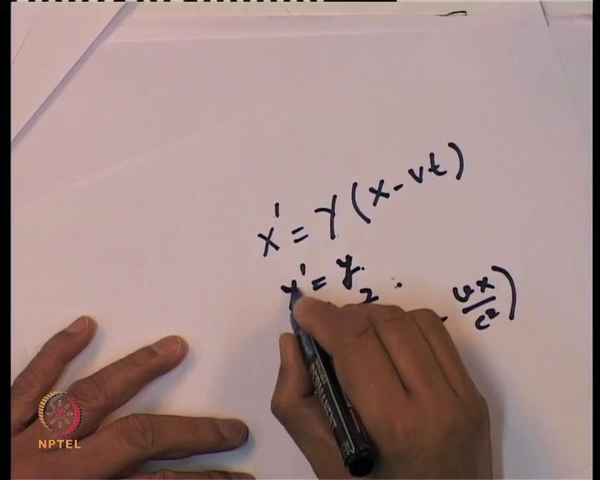 x' = γ(x - vt)
y' = y
z
vx/c²)
NPTEL